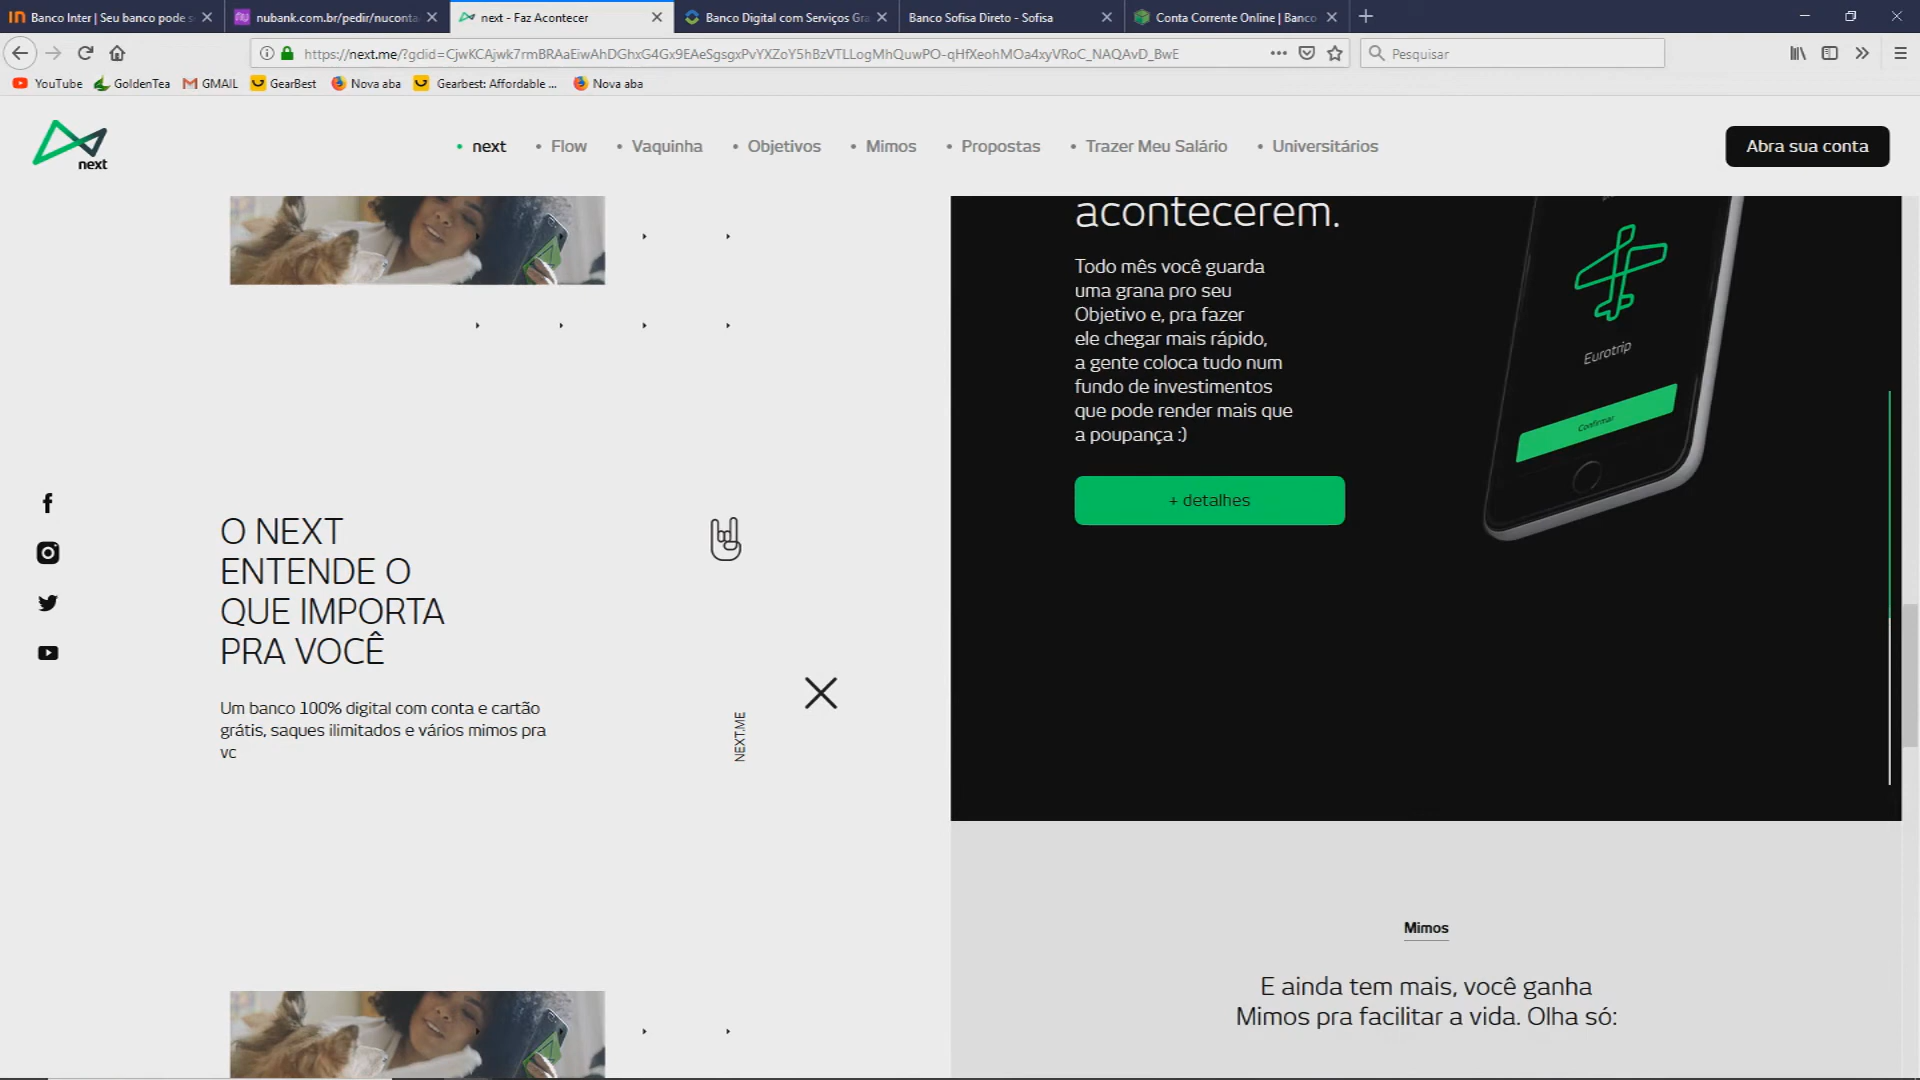 Banco Inter | Seu banco pode s
nubank.com.br/pedir/nuconta
next - Faz Acontecer
Banco Digital com Serviços Gra
Banco Sofisa Direto - Sofisa
Conta Corrente Online | Banco
https://next.me/?gdid=CjwKCAjwk7rmBRAaEiwAhDGhxG4Gx9EAeSgsgxPvYXZoY5hBzVTLLogMhQuwPO-qHfXeohMOa4xyVRoC_NAQAvD_BwE
Pesquisar
YouTube
GoldenTea
GMAIL
GearBest
Nova aba
Gearbest: Affordable ...
Nova aba
next
• next
• Flow
• Vaquinha
• Objetivos
• Mimos
• Propostas
• Trazer Meu Salário
• Universitários
Abra sua conta
acontecerem.
Todo mês você guarda
uma grana pro seu
Objetivo e, pra fazer
ele chegar mais rápido,
a gente coloca tudo num
fundo de investimentos
que pode render mais que
a poupança :)
+ detalhes
Eurotrip
Confirmar
O NEXT
ENTENDE O
QUE IMPORTA
PRA VOCÊ
Um banco 100% digital com conta e cartão
grátis, saques ilimitados e vários mimos pra
vc
NEXT.ME
Mimos
E ainda tem mais, você ganha
Mimos pra facilitar a vida. Olha só: